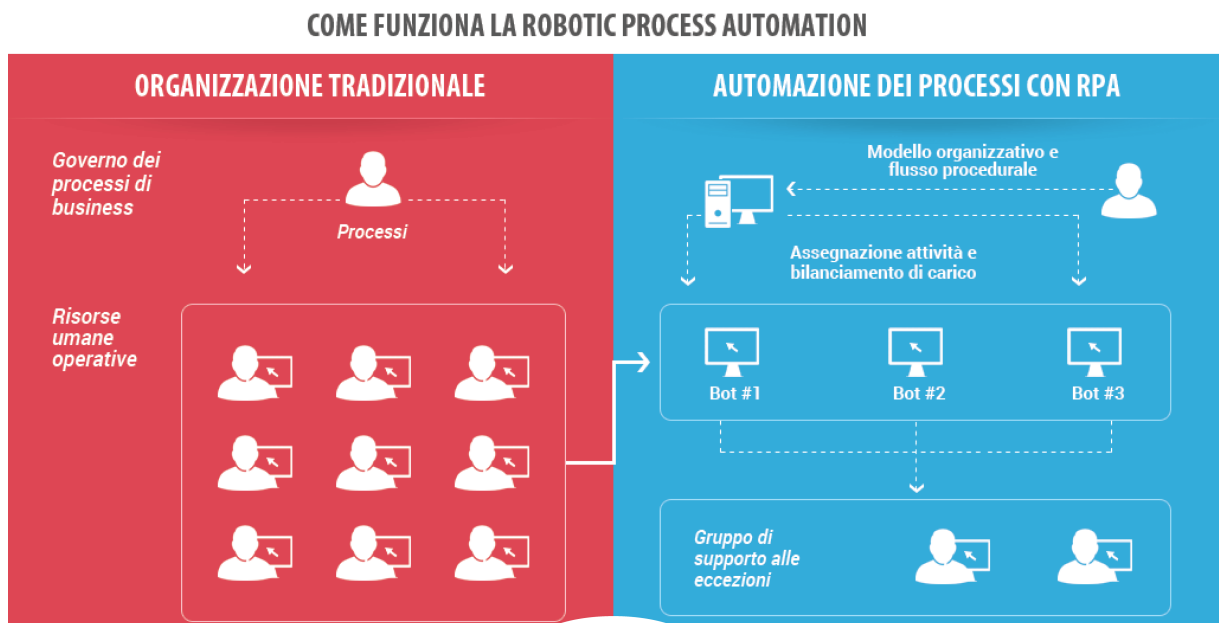 COME FUNZIONA LA ROBOTIC PROCESS AUTOMATION
ORGANIZZAZIONE TRADIZIONALE
Governo dei
processi di
business
Processi
Risorse
umane
operative
AUTOMAZIONE DEI PROCESSI CON RPA
Modello organizzativo e
flusso procedurale
Assegnazione attività e
bilanciamento di carico
Bot #1
Bot #2
Bot #3
Gruppo di
supporto alle
eccezioni